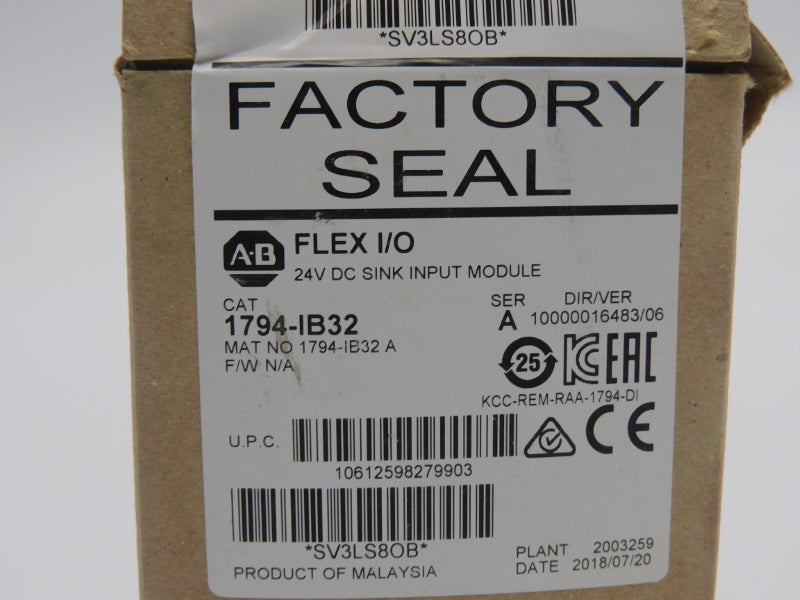 *SV3LS8OB*
FACTORY
SEAL
A-B FLEX I/O
24V DC SINK INPUT MODULE
CAT SER DIR/VER
1794-IB32 A 10000016483/06
MAT NO 1794-IB32 A
F/W N/A
25 KC EAC
KCC-REM-RAA-1794-DI
U.P.C. CE
10612598279903
*SV3LS8OB*
PLANT 2003259
PRODUCT OF MALAYSIA DATE 2018/07/20